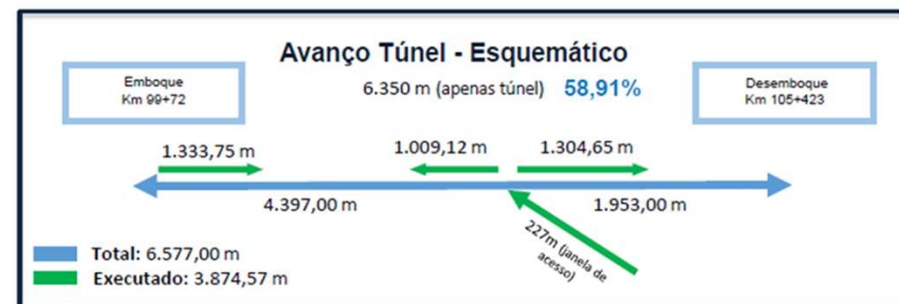 Avanço Túnel - Esquemático
Emboque
Km 99+72
6.350 m (apenas túnel) 58,91%
Desemboque
Km 105+423
1.333,75 m
1.009,12 m
1.304,65 m
4.397,00 m
1.953,00 m
227m (janela de
acesso)
Total: 6.577,00 m
Executado: 3.874,57 m